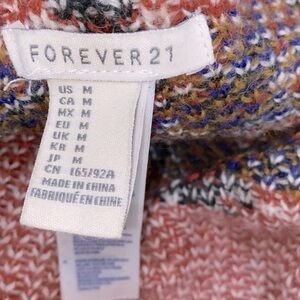 FOREVER 21
US M
CA M
MX M
EU M
UK M
KR M
JP M
CN 165/92A
MADE IN CHINA
FABRIQUÉ EN CHINE